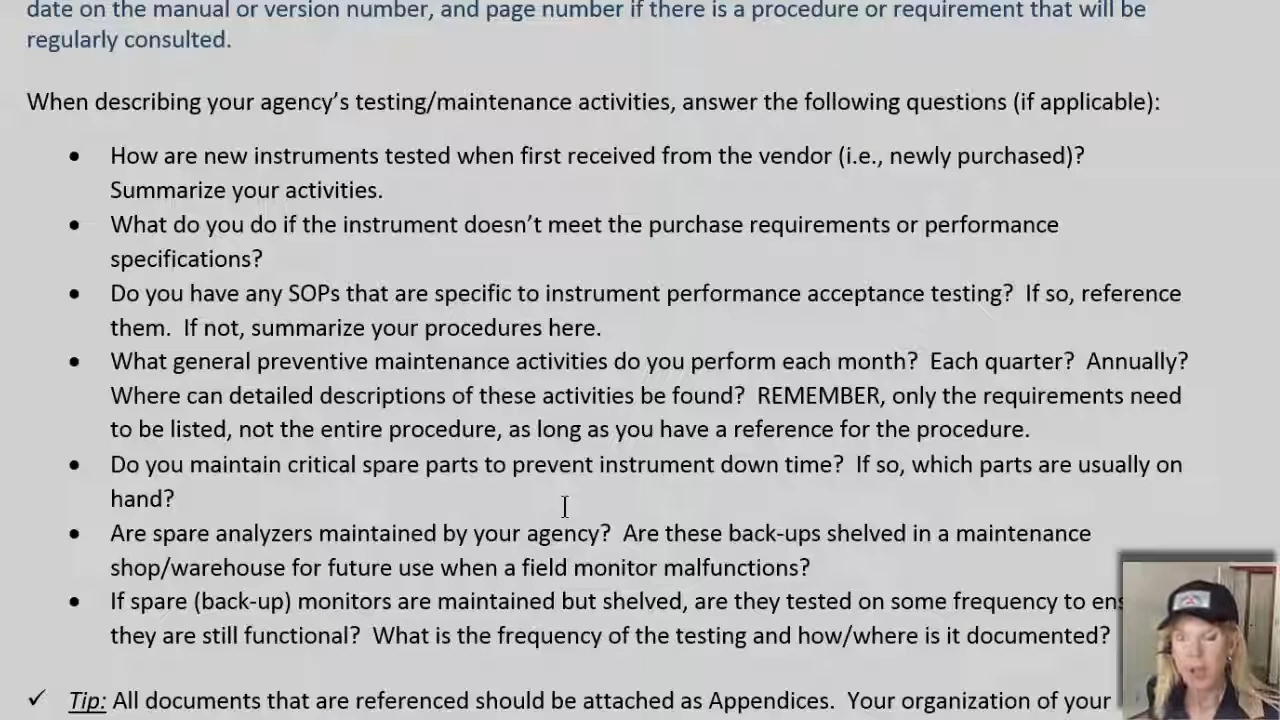 date on the manual or version number, and page number if there is a procedure or requirement that will be
regularly consulted.
When describing your agency's testing/maintenance activities, answer the following questions (if applicable):
• How are new instruments tested when first received from the vendor (i.e., newly purchased)?
Summarize your activities.
• What do you do if the instrument doesn't meet the purchase requirements or performance
specifications?
• Do you have any SOPs that are specific to instrument performance acceptance testing?  If so, reference
them.  If not, summarize your procedures here.
• What general preventive maintenance activities do you perform each month?  Each quarter?  Annually?
Where can detailed descriptions of these activities be found?  REMEMBER, only the requirements need
to be listed, not the entire procedure, as long as you have a reference for the procedure.
• Do you maintain critical spare parts to prevent instrument down time?  If so, which parts are usually on
hand?
• Are spare analyzers maintained by your agency?  Are these back-ups shelved in a maintenance
shop/warehouse for future use when a field monitor malfunctions?
• If spare (back-up) monitors are maintained but shelved, are they tested on some frequency to
they are still functional?  What is the frequency of the testing and how/where is it documented?
✓ Tip: All documents that are referenced should be attached as Appendices.  Your organization of your